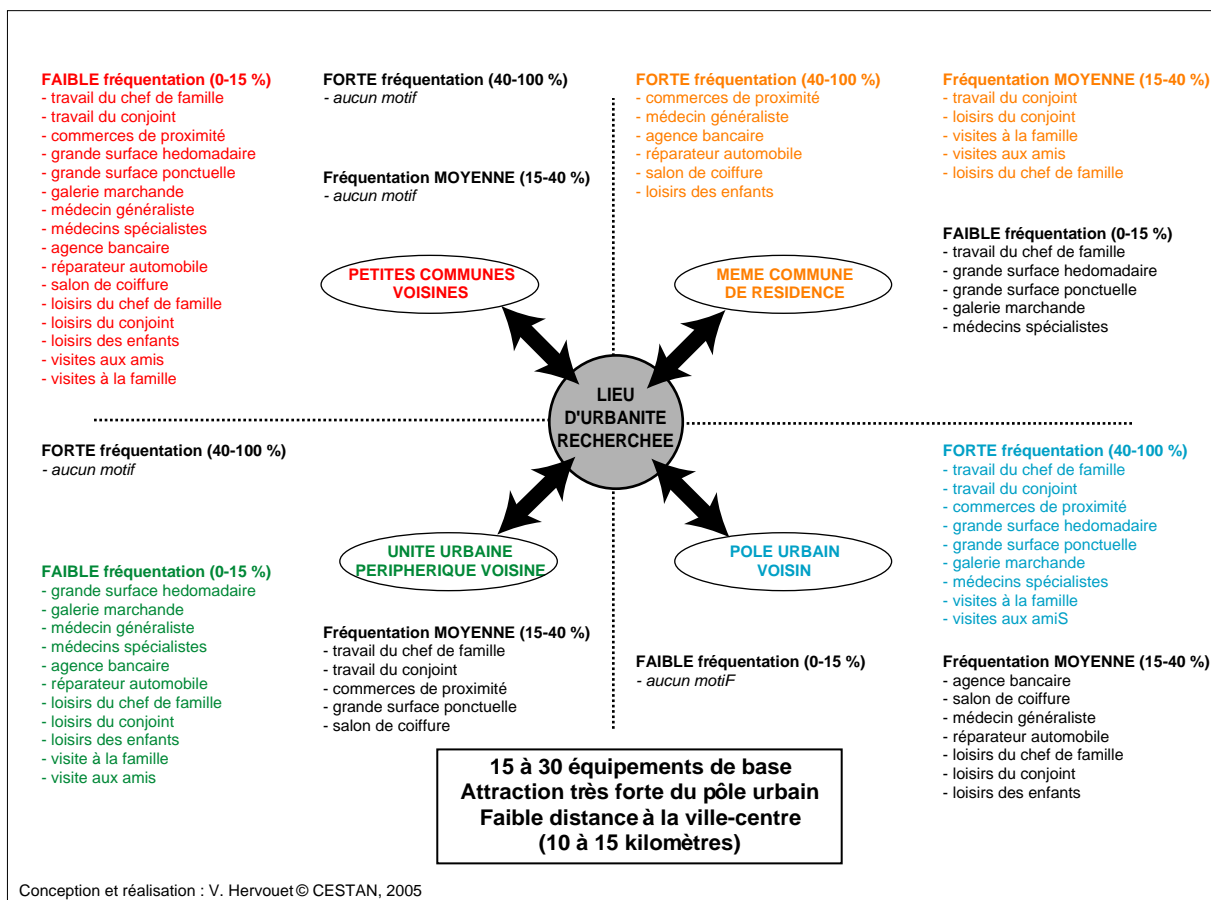 FAIBLE fréquentation (0-15 %)
- travail du chef de famille
- travail du conjoint
- commerces de proximité
- grande surface hedomadaire
- grande surface ponctuelle
- galerie marchande
- médecin généraliste
- médecins spécialistes
- agence bancaire
- réparateur automobile
- salon de coiffure
- loisirs du chef de famille
- loisirs du conjoint
- loisirs des enfants
- visites aux amis
- visites à la famille
FORTE fréquentation (40-100 %)
- aucun motif
Fréquentation MOYENNE (15-40 %)
- aucun motif
PETITES COMMUNES
VOISINES
FORTE fréquentation (40-100 %)
- commerces de proximité
- médecin généraliste
- agence bancaire
- réparateur automobile
- salon de coiffure
- loisirs des enfants
Fréquentation MOYENNE (15-40 %)
- travail du conjoint
- loisirs du conjoint
- visites à la famille
- visites aux amis
- loisirs du chef de famille
FAIBLE fréquentation (0-15 %)
- travail du chef de famille
- grande surface hedomadaire
- grande surface ponctuelle
- galerie marchande
- médecins spécialistes
MEME COMMUNE
DE RESIDENCE
LIEU
D'URBANITE
RECHERCHEE
FORTE fréquentation (40-100 %)
- aucun motif
FAIBLE fréquentation (0-15 %)
- grande surface hedomadaire
- galerie marchande
- médecin généraliste
- médecins spécialistes
- agence bancaire
- réparateur automobile
- loisirs du chef de famille
- loisirs du conjoint
- loisirs des enfants
- visite à la famille
- visite aux amis
UNITE URBAINE
PERIPHERIQUE VOISINE
Fréquentation MOYENNE (15-40 %)
- travail du chef de famille
- travail du conjoint
- commerces de proximité
- grande surface ponctuelle
- salon de coiffure
POLE URBAIN
VOISIN
FAIBLE fréquentation (0-15 %)
- aucun motiF
FORTE fréquentation (40-100 %)
- travail du chef de famille
- travail du conjoint
- commerces de proximité
- grande surface hedomadaire
- grande surface ponctuelle
- galerie marchande
- médecins spécialistes
- visites à la famille
- visites aux amiS
Fréquentation MOYENNE (15-40 %)
- agence bancaire
- salon de coiffure
- médecin généraliste
- réparateur automobile
- loisirs du chef de famille
- loisirs du conjoint
- loisirs des enfants
15 à 30 équipements de base
Attraction très forte du pôle urbain
Faible distance à la ville-centre
(10 à 15 kilomètres)
Conception et réalisation : V. Hervouet © CESTAN, 2005